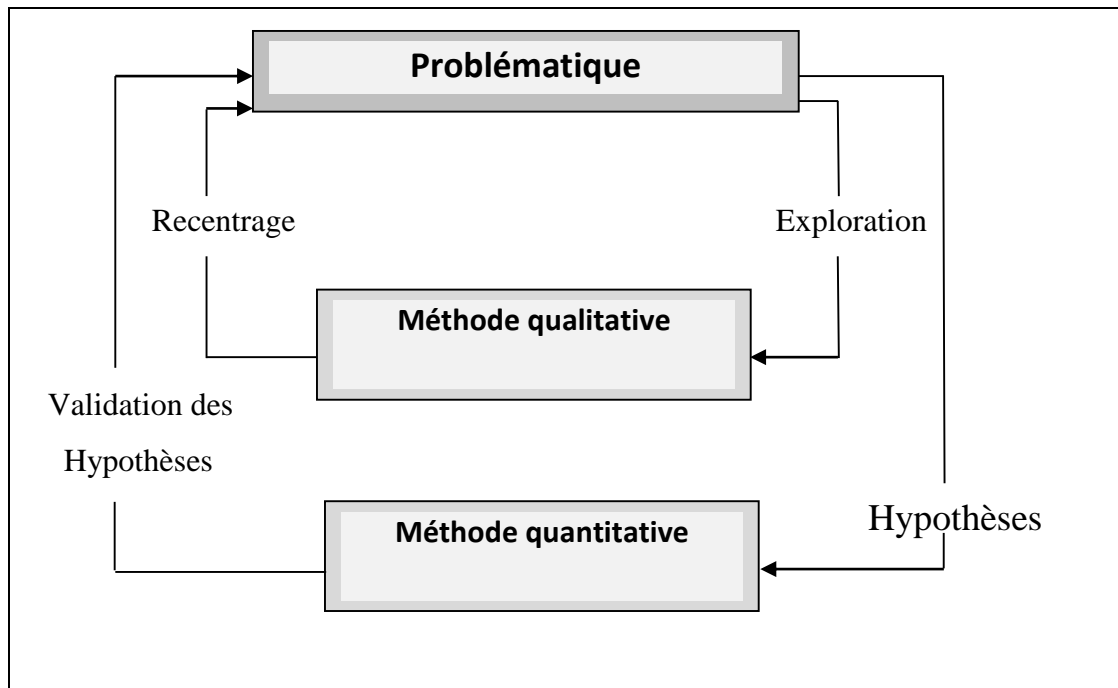 Problématique
Recentrage
Exploration
Méthode qualitative
Validation des
Hypothèses
Méthode quantitative
Hypothèses